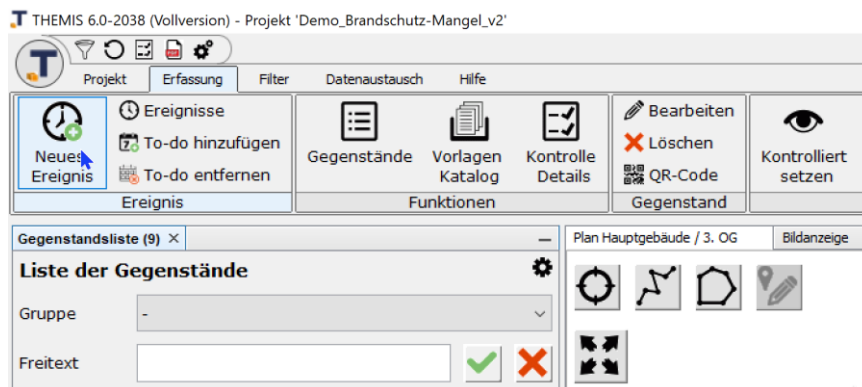 THEMIS 6.0-2038 (Vollversion) - Projekt 'Demo_Brandschutz-Mangel_v2'
Projekt Erfassung Filter Datenaustausch Hilfe
Neues Ereignis
Ereignisse
To-do hinzufügen
To-do entfernen
Ereignis
Gegenstände
Vorlagen Katalog
Kontrolle Details
Funktionen
Bearbeiten
Löschen
QR-Code
Gegenstand
Kontrolliert setzen
Gegenstandsliste (9)
Liste der Gegenstände
Gruppe -
Freitext
Plan Hauptgebäude / 3. OG Bildanzeige